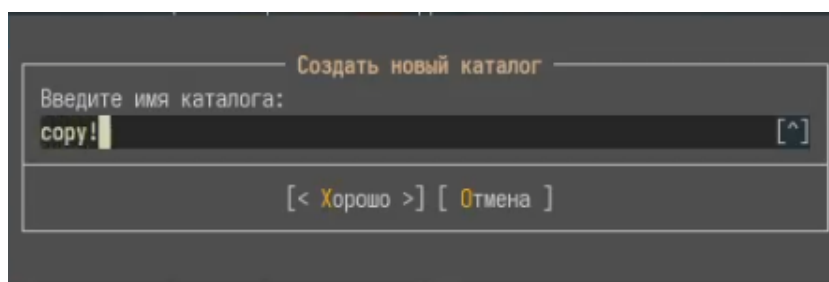 Создать новый каталог
Введите имя каталога:
copy! [^]
[< Хорошо >] [ Отмена ]